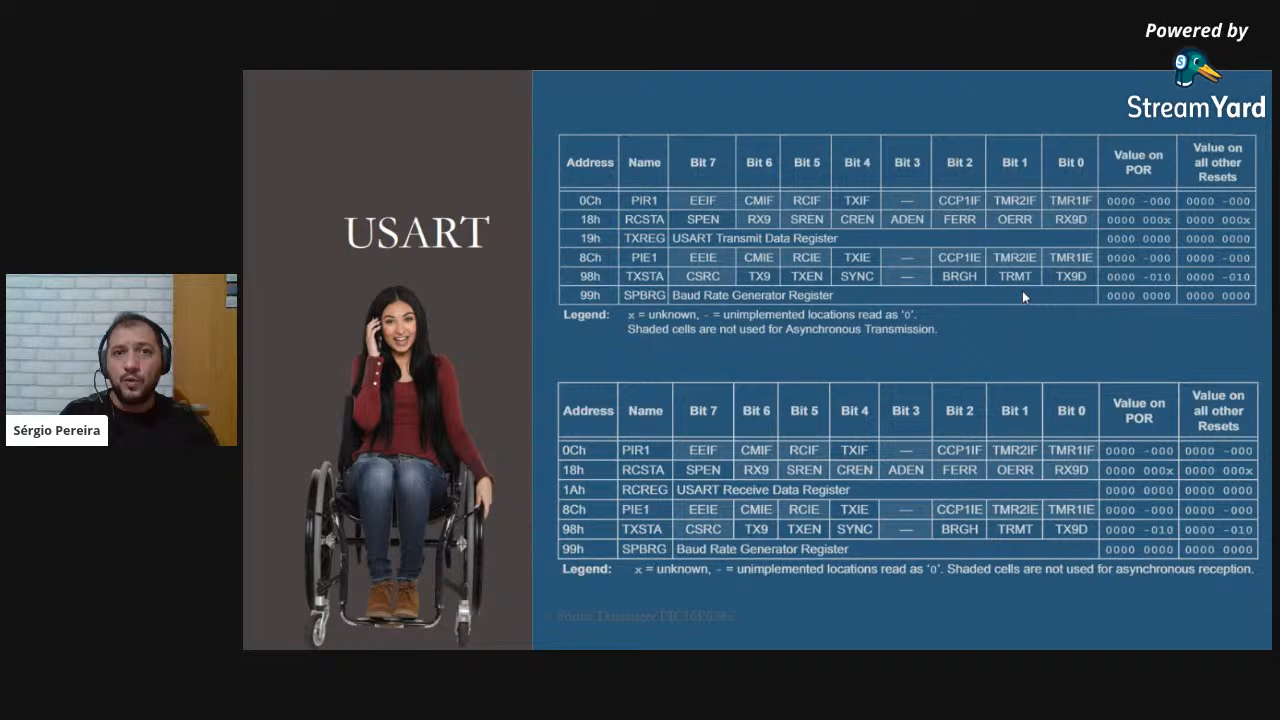 Powered by
StreamYard
USART
Sérgio Pereira
Address Name Bit 7 Bit 6 Bit 5 Bit 4 Bit 3 Bit 2 Bit 1 Bit 0 Value on POR Value on all other Resets
0Ch PIR1 EEIF CMIF RCIF TXIF — CCP1IF TMR2IF TMR1IF 0000 -000 0000 -000
18h RCSTA SPEN RX9 SREN CREN ADEN FERR OERR RX9D 0000 000x 0000 000x
19h TXREG USART Transmit Data Register 0000 0000 0000 0000
8Ch PIE1 EEIE CMIE RCIE TXIE — CCP1IE TMR2IE TMR1IE 0000 -000 0000 -000
98h TXSTA CSRC TX9 TXEN SYNC — BRGH TRMT TX9D 0000 -010 0000 -010
99h SPBRG Baud Rate Generator Register 0000 0000 0000 0000
Legend: x = unknown, - = unimplemented locations read as ‘0’.
Shaded cells are not used for Asynchronous Transmission.
Address Name Bit 7 Bit 6 Bit 5 Bit 4 Bit 3 Bit 2 Bit 1 Bit 0 Value on POR Value on all other Resets
0Ch PIR1 EEIF CMIF RCIF TXIF — CCP1IF TMR2IF TMR1IF 0000 -000 0000 -000
18h RCSTA SPEN RX9 SREN CREN ADEN FERR OERR RX9D 0000 000x 0000 000x
1Ah RCREG USART Receive Data Register 0000 0000 0000 0000
8Ch PIE1 EEIE CMIE RCIE TXIE — CCP1IE TMR2IE TMR1IE 0000 -000 0000 -000
98h TXSTA CSRC TX9 TXEN SYNC — BRGH TRMT TX9D 0000 -010 0000 -010
99h SPBRG Baud Rate Generator Register 0000 0000 0000 0000
Legend: x = unknown, - = unimplemented locations read as ‘0’. Shaded cells are not used for asynchronous reception.